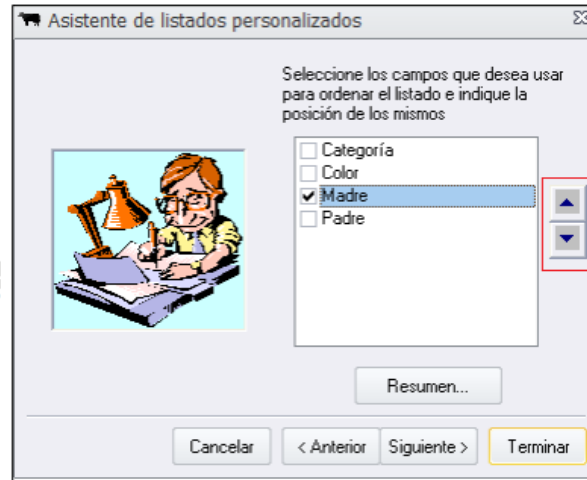 Asistente de listados personalizados
Seleccione los campos que desea usar
para ordenar el listado e indique la
posición de los mismos
Categoría
Color
Madre
Padre
Resumen...
Cancelar
< Anterior
Siguiente >
Terminar